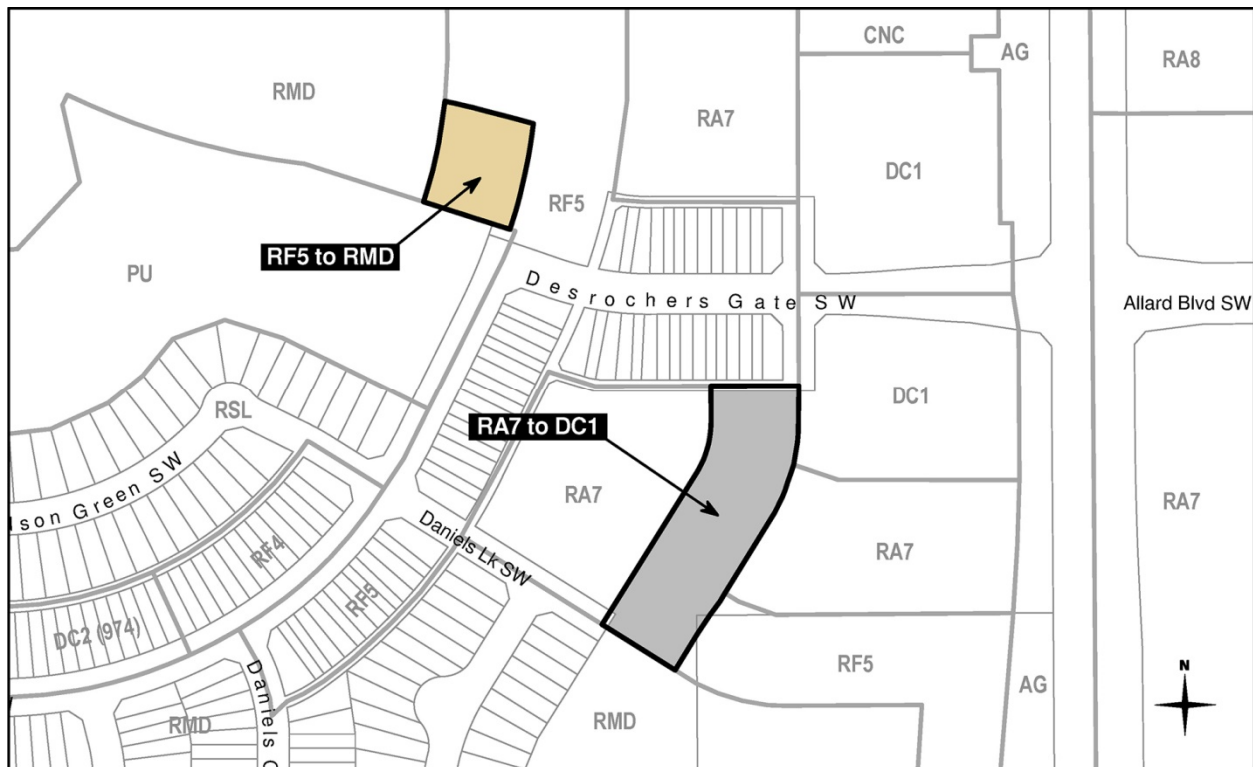 CNC
AG
RA8
RMD
RA7
DC1
RF5
RF5 to RMD
PU
Desrochers Gate SW
Allard Blvd SW
RSL
RA7 to DC1
DC1
lson Green SW
RA7
RA7
Daniels Lk SW
RF4
RA7
RF5
DC2 (974)
RF5
AG
N
RMD
Daniels C
RMD